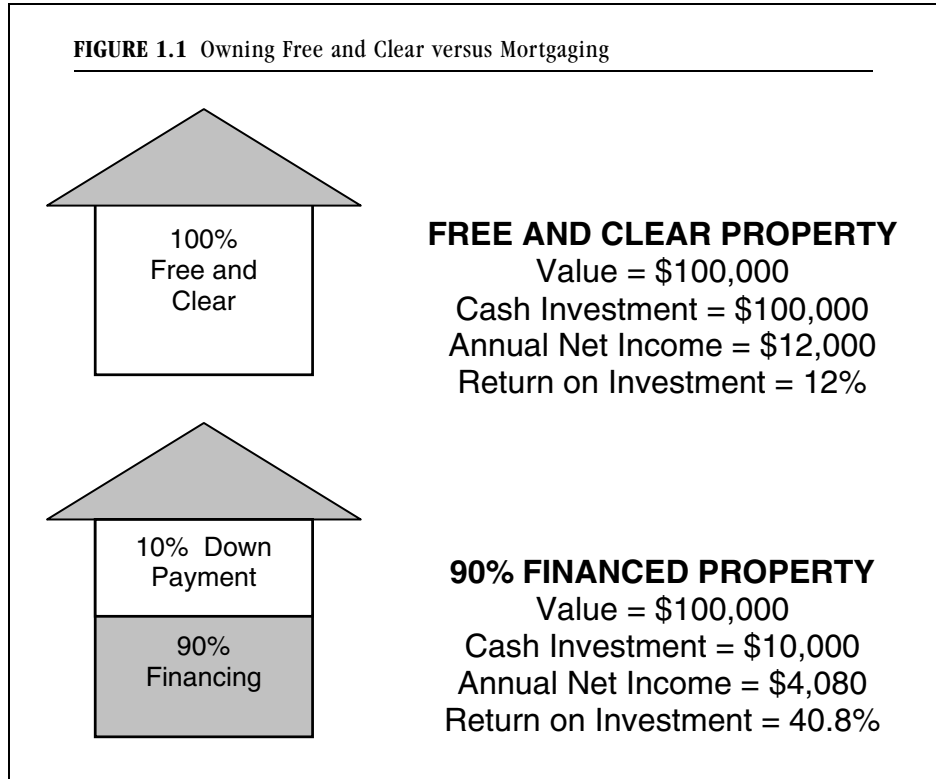 FIGURE 1.1 Owning Free and Clear versus Mortgaging
100%
Free and
Clear
FREE AND CLEAR PROPERTY
Value = $100,000
Cash Investment = $100,000
Annual Net Income = $12,000
Return on Investment = 12%
10% Down
Payment
90%
Financing
90% FINANCED PROPERTY
Value = $100,000
Cash Investment = $10,000
Annual Net Income = $4,080
Return on Investment = 40.8%